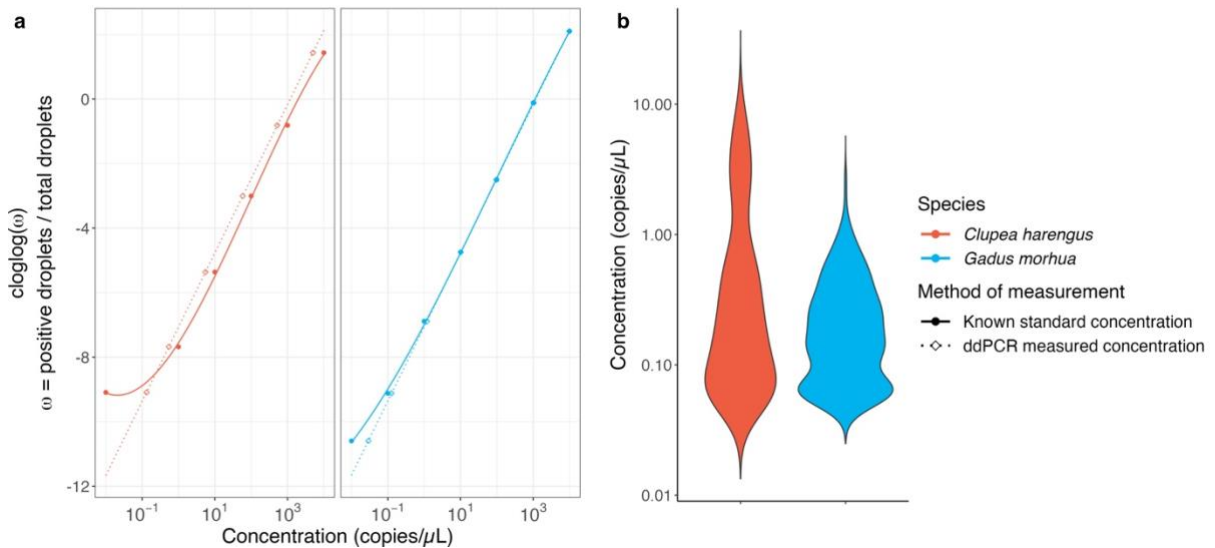 a
0
-4
-8
-12
cloglog(ω)
ω = positive droplets / total droplets
10⁻¹ 10¹ 10³ 10⁻¹ 10¹ 10³
Concentration (copies/µL)
b
10.00
1.00
0.10
0.01
Concentration (copies/µL)
Species
Clupea harengus
Gadus morhua
Method of measurement
Known standard concentration
ddPCR measured concentration